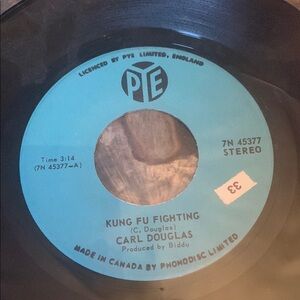 LICENCED BY PYE LIMITED, ENGLAND
PYE
7N 45377
STEREO
Time 3:14
(7N 45377-A)
33
KUNG FU FIGHTING
(C. Douglas)
CARL DOUGLAS
Produced by Biddu
MADE IN CANADA BY PHONODISC LIMITED